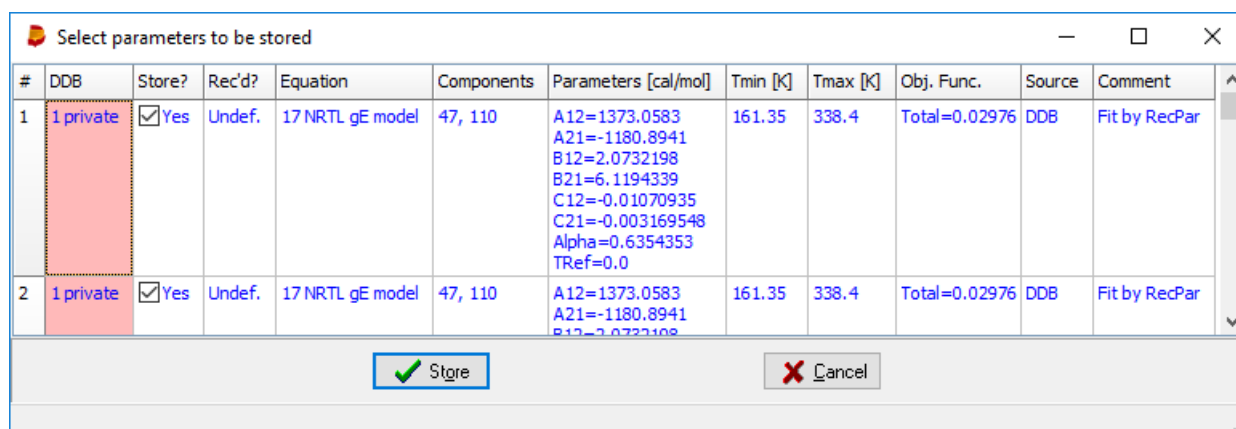 Select parameters to be stored
# DDB Store? Rec'd? Equation Components Parameters [cal/mol] Tmin [K] Tmax [K] Obj. Func. Source Comment
1 1 private Yes Undef. 17 NRTL gE model 47, 110 A12=1373.0583 161.35 338.4 Total=0.02976 DDB Fit by RecPar
A21=-1180.8941
B12=2.0732198
B21=6.1194339
C12=-0.01070935
C21=-0.003169548
Alpha=0.6354353
TRef=0.0
2 1 private Yes Undef. 17 NRTL gE model 47, 110 A12=1373.0583 161.35 338.4 Total=0.02976 DDB Fit by RecPar
A21=-1180.8941
B12=2.0732198
Store Cancel